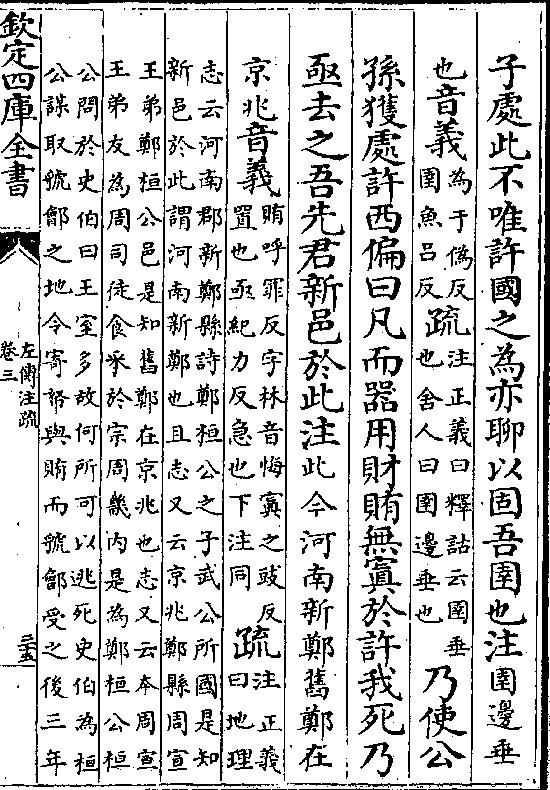 子處此不唯許國之為亦聊以固吾圉也注圉邊垂
也音義為于偽反
圉魚呂反疏注正義曰釋詁云圉垂
也舍人曰圉邊垂也乃使公
孫獲處許西偏曰凡而器用財賄無寘於許我死乃
亟去之吾先君新邑於此注此今河南新鄭舊鄭在
京兆音義賄呼罪反字林音悔寘之豉反
置也亟紀力反急也下注同疏注正義
曰地理
志云河南郡新鄭縣詩鄭桓公之子武公所國是知
新邑於此謂河南新鄭也且志又云京兆鄭縣周宣
王弟鄭桓公邑是知舊鄭在京兆也志又云本周宣
王弟友為周司徒食采於宗周畿內是為鄭桓公桓
公問於史伯曰王室多故何所可以逃死史伯為桓
公謀取虢鄶之地令寄帑與賄而虢鄶受之後三年
欽定四庫全書
左傳注疏
卷三
三五